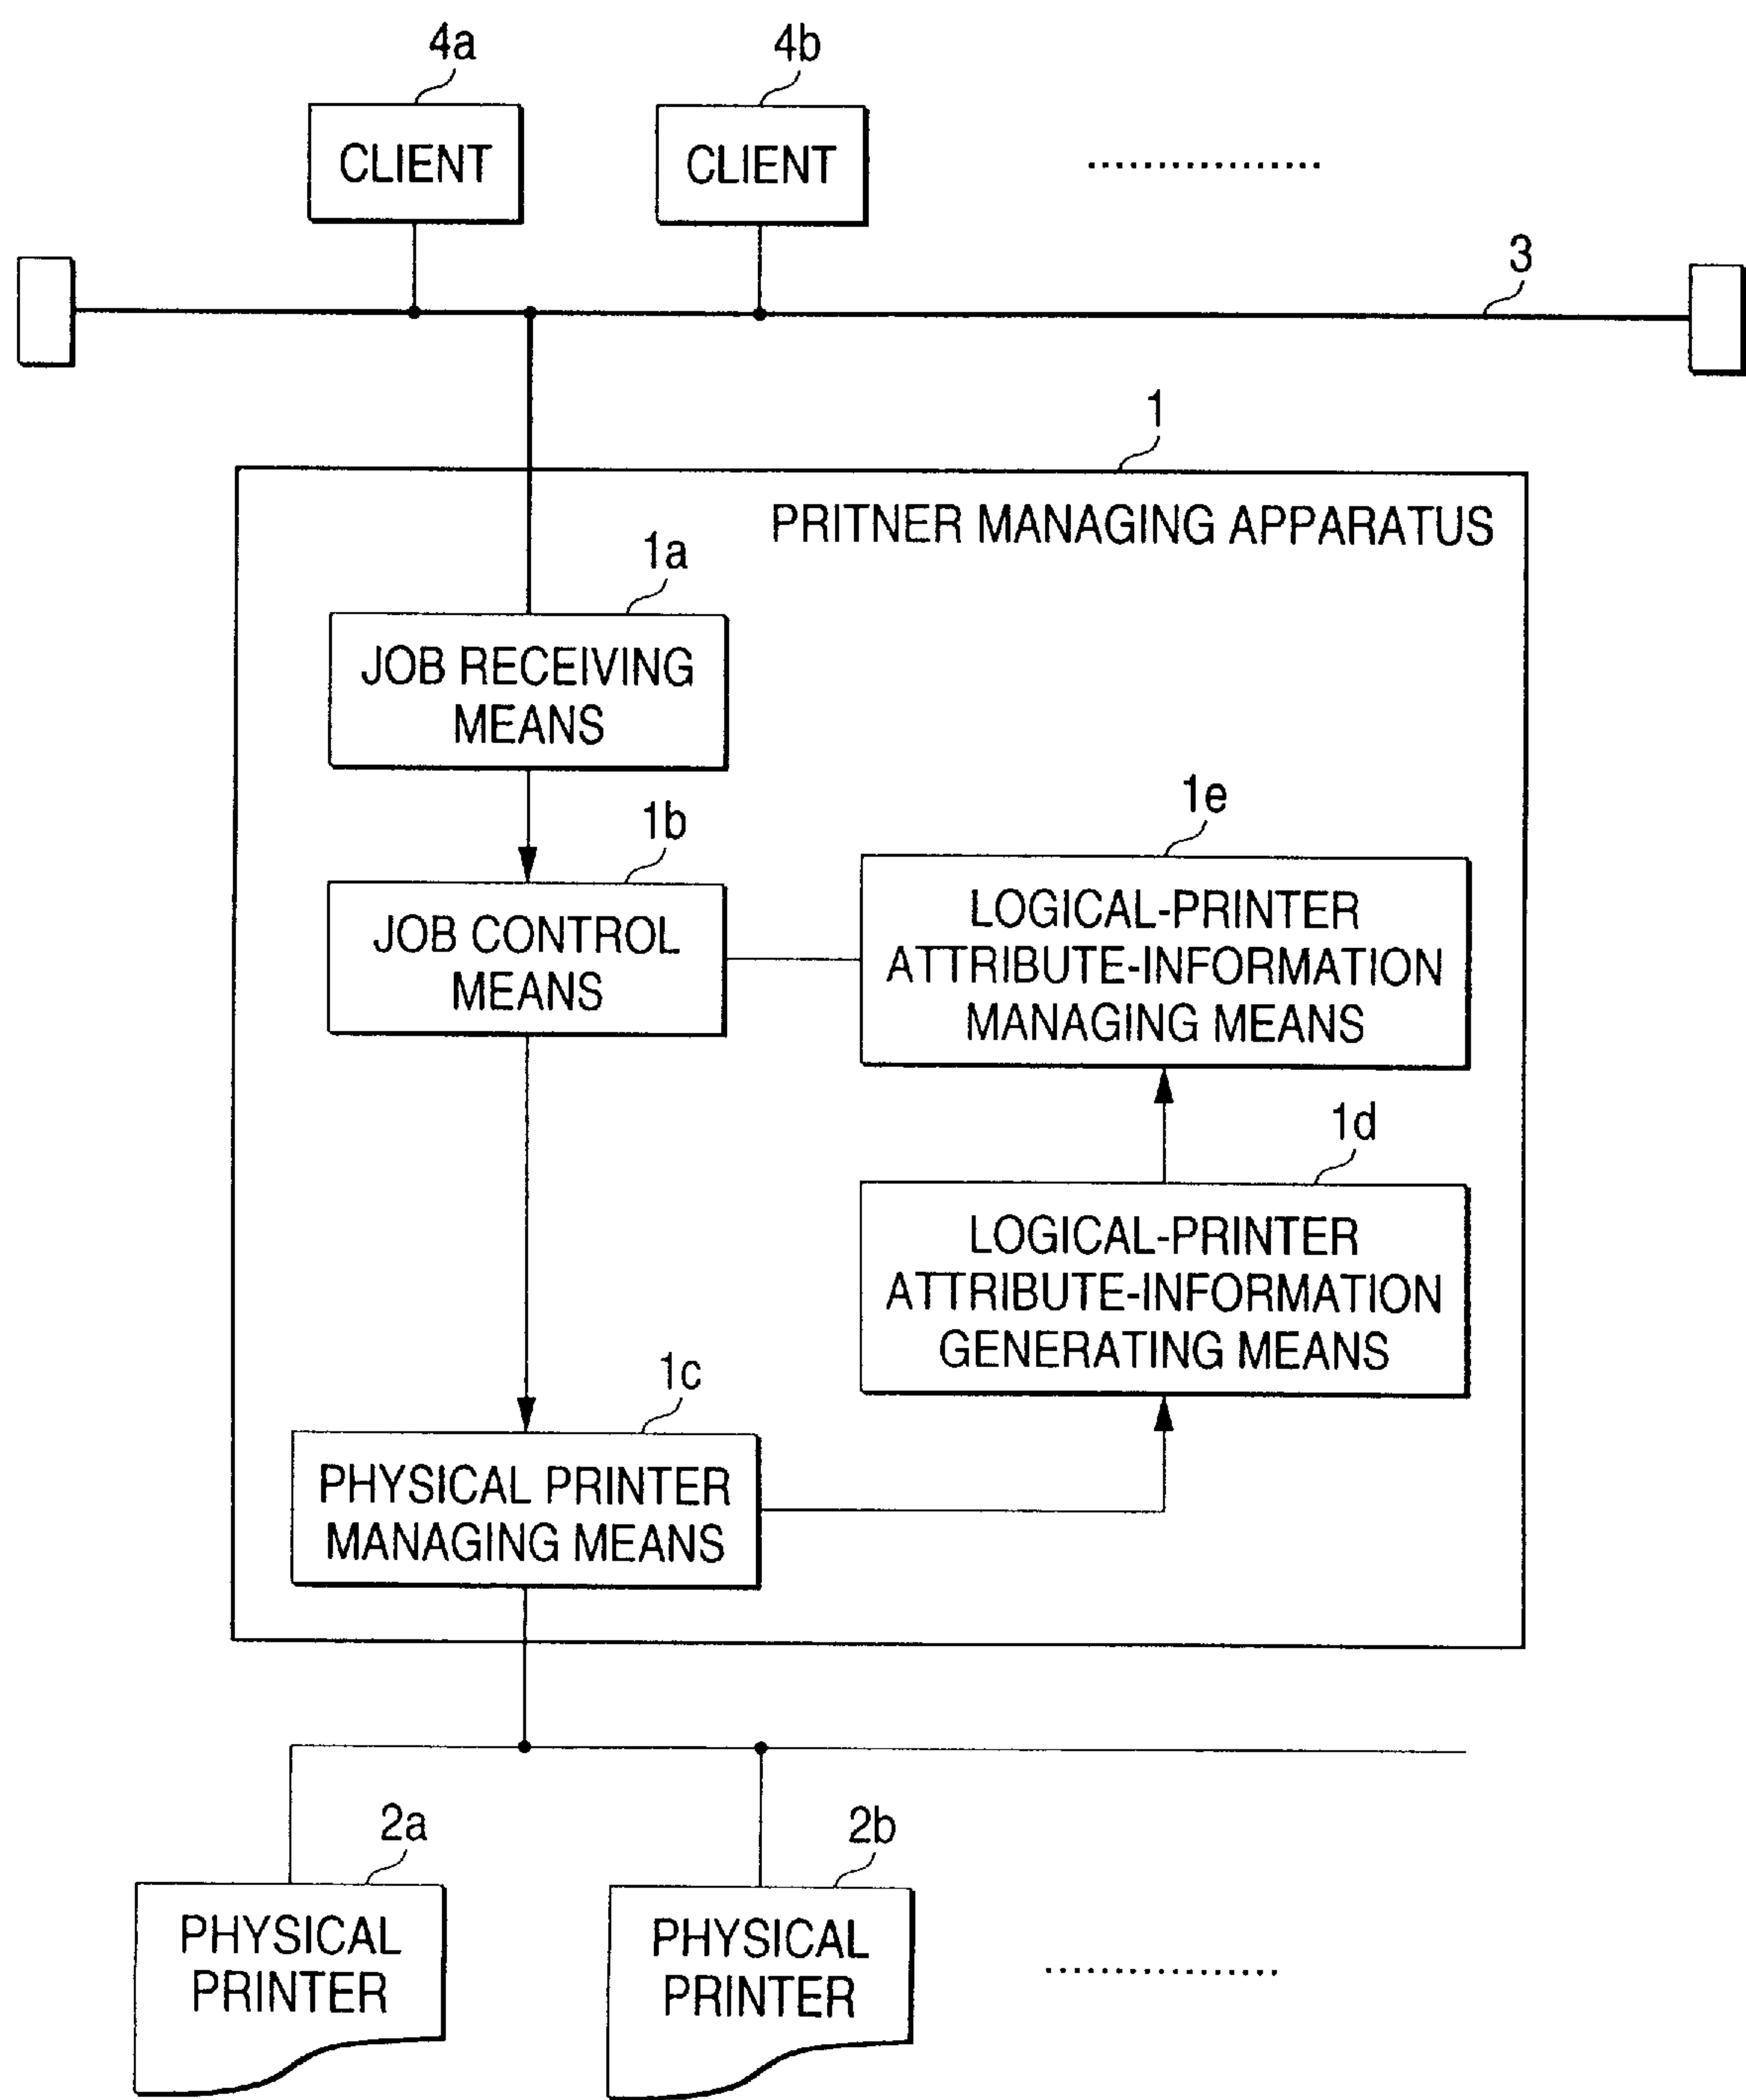 4a
4b
CLIENT
CLIENT
3
1
PRITNER MANAGING APPARATUS
1a
JOB RECEIVING
MEANS
1b
1e
JOB CONTROL
MEANS
LOGICAL-PRINTER
ATTRIBUTE-INFORMATION
MANAGING MEANS
1d
LOGICAL-PRINTER
ATTRIBUTE-INFORMATION
GENERATING MEANS
1c
PHYSICAL PRINTER
MANAGING MEANS
2a
2b
PHYSICAL
PRINTER
PHYSICAL
PRINTER